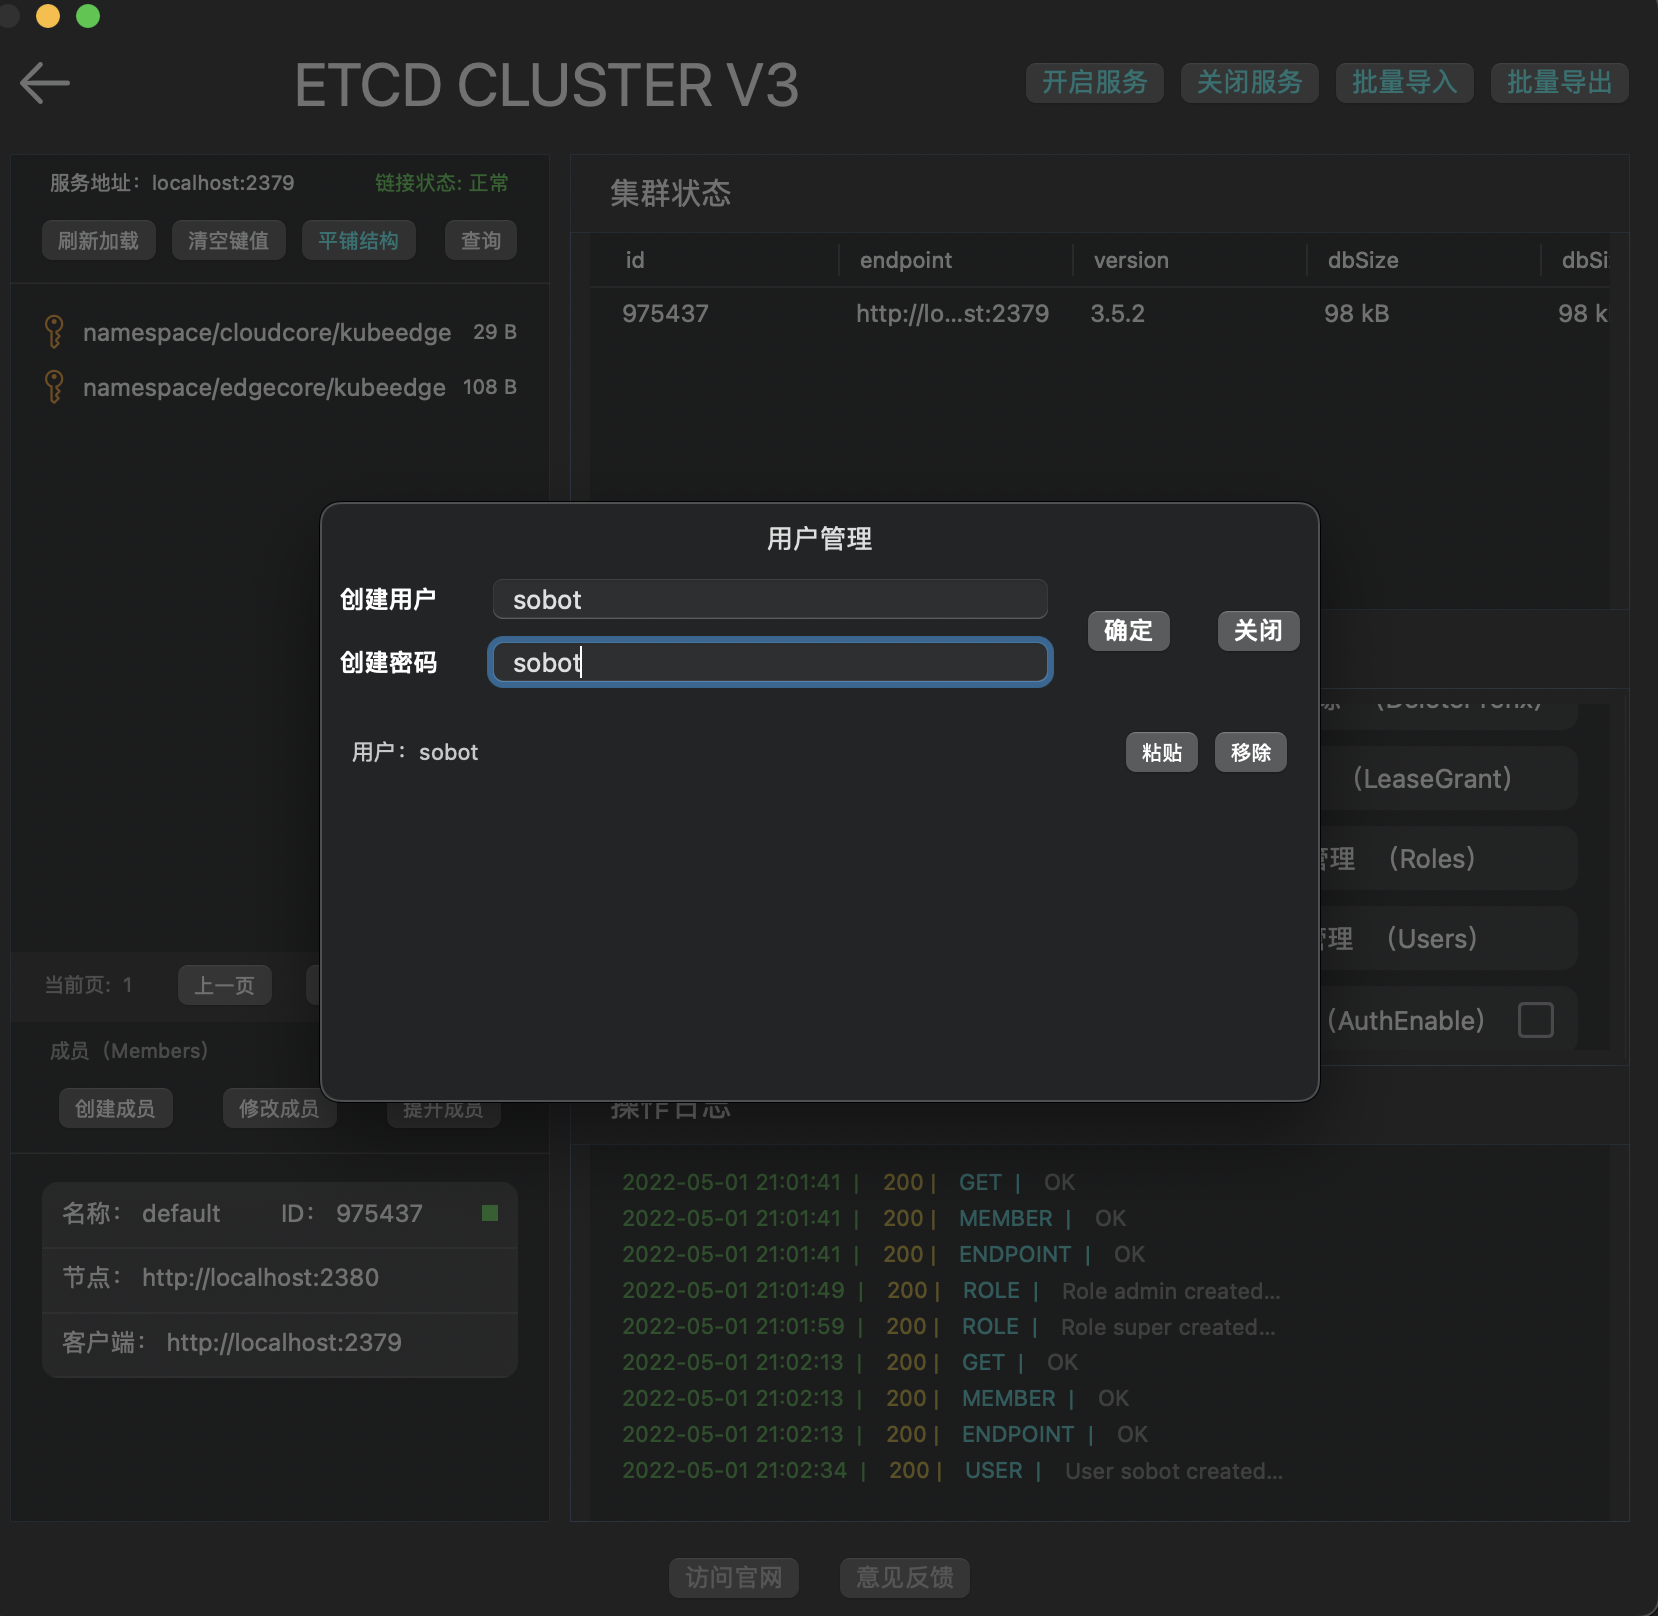 ETCD CLUSTER V3
开启服务 关闭服务 批量导入 批量导出
服务地址：localhost:2379 链接状态: 正常
刷新加载 清空键值 平铺结构 查询
namespace/cloudcore/kubeedge 29 B
namespace/edgecore/kubeedge 108 B
当前页：1 上一页
成员（Members）
创建成员 修改成员 提升成员
名称： default ID： 975437
节点： http://localhost:2380
客户端： http://localhost:2379
集群状态
id endpoint version dbSize dbSi
975437 http://lo...st:2379 3.5.2 98 kB 98 k
用户管理
创建用户 sobot
创建密码 sobot
确定 关闭
用户：sobot 粘贴 移除
（LeaseGrant）
管理 （Roles）
管理 （Users）
（AuthEnable）
操作日志
2022-05-01 21:01:41 | 200 | GET | OK
2022-05-01 21:01:41 | 200 | MEMBER | OK
2022-05-01 21:01:41 | 200 | ENDPOINT | OK
2022-05-01 21:01:49 | 200 | ROLE | Role admin created...
2022-05-01 21:01:59 | 200 | ROLE | Role super created...
2022-05-01 21:02:13 | 200 | GET | OK
2022-05-01 21:02:13 | 200 | MEMBER | OK
2022-05-01 21:02:13 | 200 | ENDPOINT | OK
2022-05-01 21:02:34 | 200 | USER | User sobot created...
访问官网 意见反馈